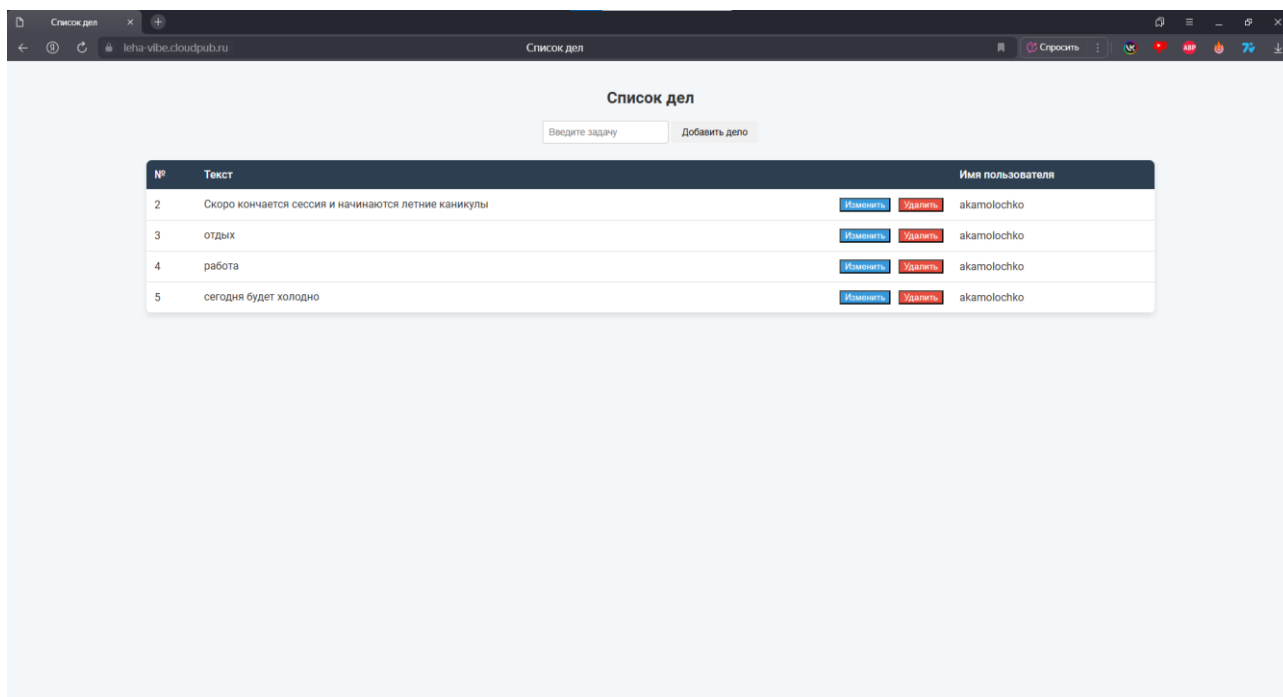 Список дел
leha-vibe.cloudpub.ru Список дел Спросить
Список дел
Введите задачу Добавить дело
№ Текст Имя пользователя
2 Скоро кончается сессия и начинаются летние каникулы Изменить Удалить akamolochko
3 отдых Изменить Удалить akamolochko
4 работа Изменить Удалить akamolochko
5 сегодня будет холодно Изменить Удалить akamolochko